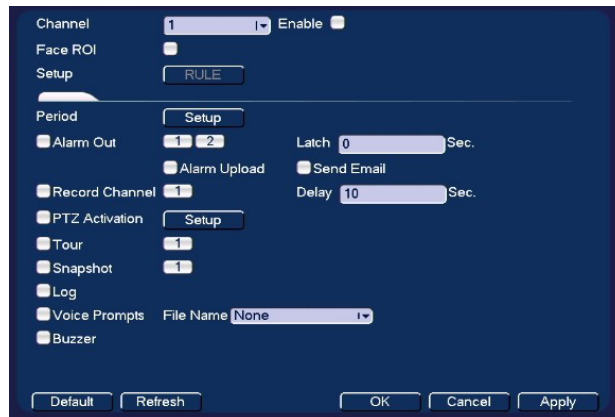 Channel 1 Enable
Face ROI
Setup RULE
Period Setup
Alarm Out 1 2 Latch 0 Sec.
Alarm Upload Send Email
Record Channel 1 Delay 10 Sec.
PTZ Activation Setup
Tour 1
Snapshot 1
Log
Voice Prompts File Name None
Buzzer
Default Refresh OK Cancel Apply